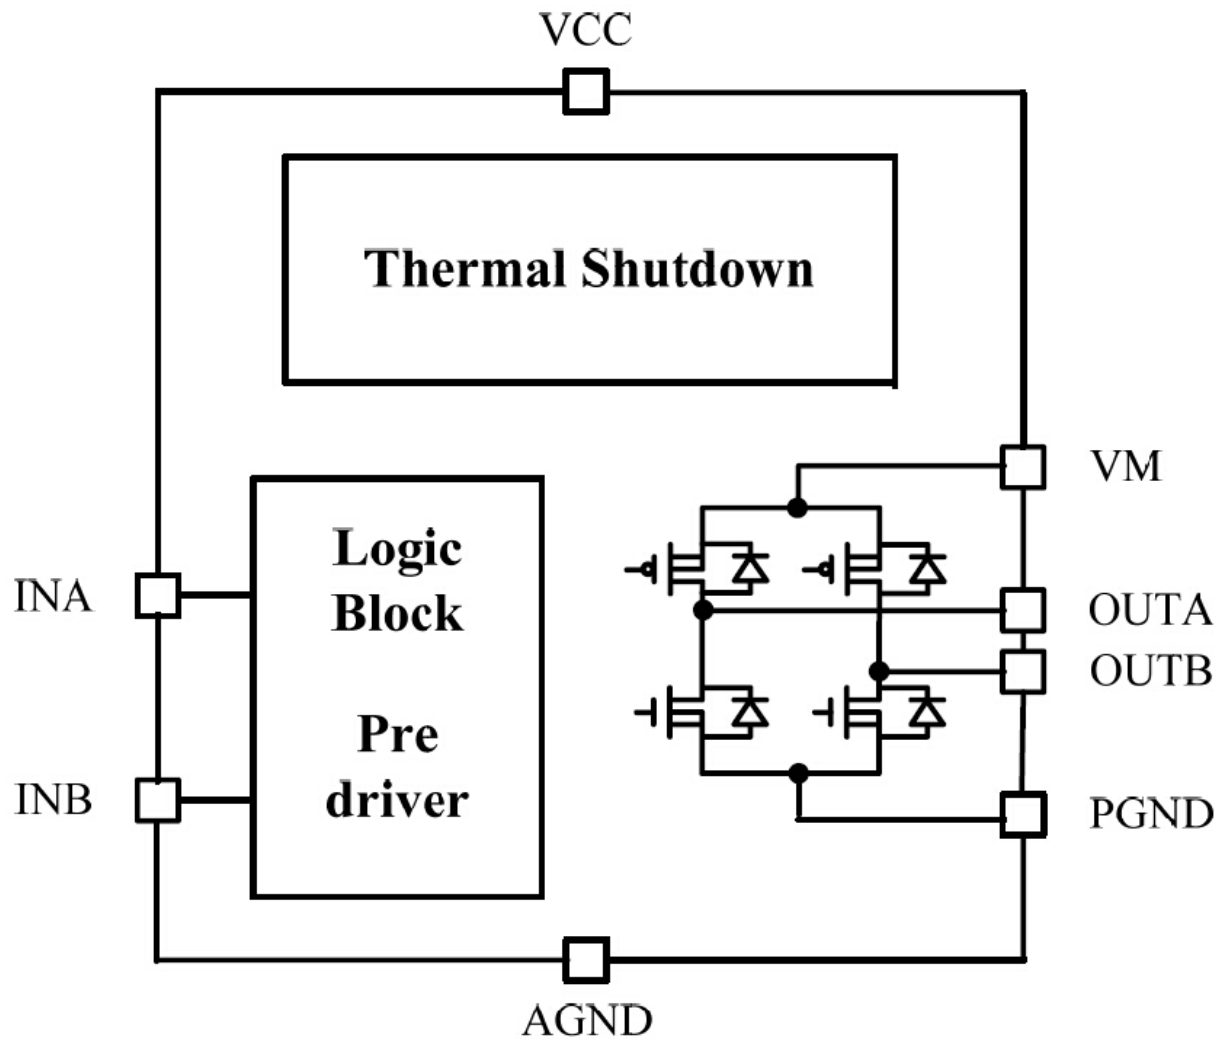 VCC
Thermal Shutdown
VM
Logic
Block
INA
OUTA
OUTB
Pre
driver
INB
PGND
AGND